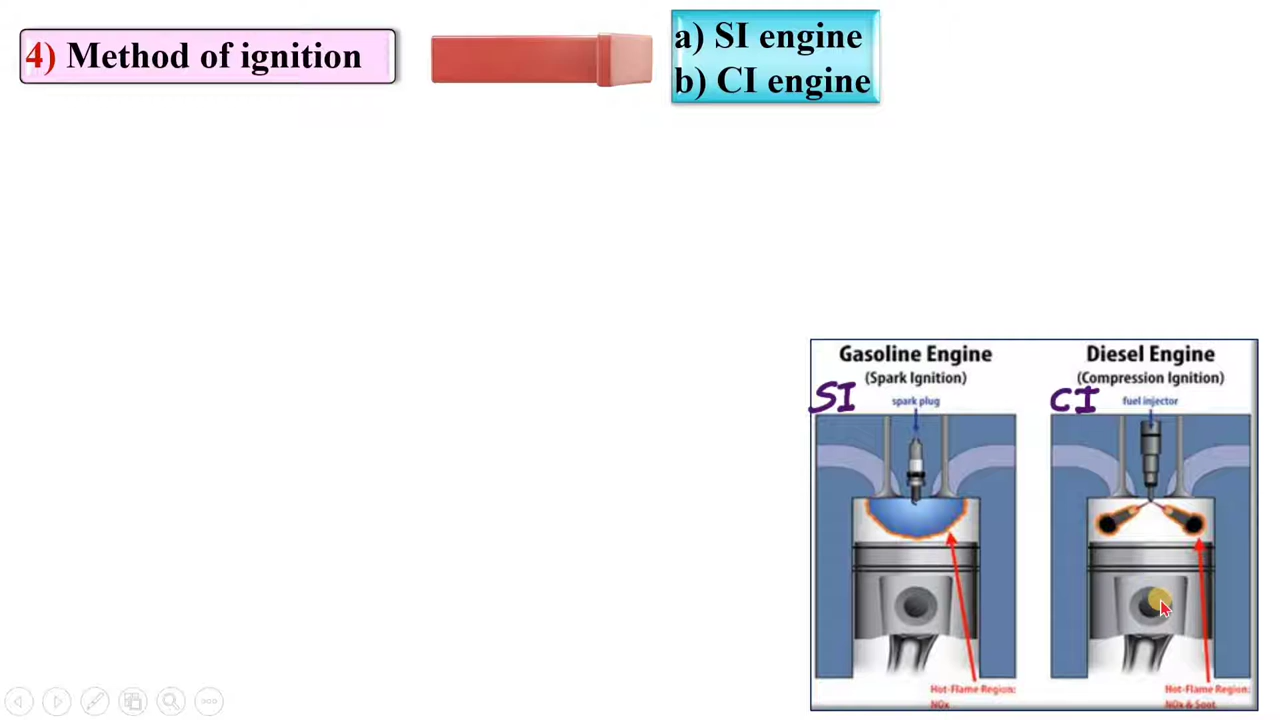 4) Method of ignition
a) SI engine
b) CI engine
Gasoline Engine
(Spark Ignition)
SI
spark plug
Hot-Flame Region:
NOx
Diesel Engine
(Compression Ignition)
CI
fuel injector
Hot-Flame Region:
NOx & Soot